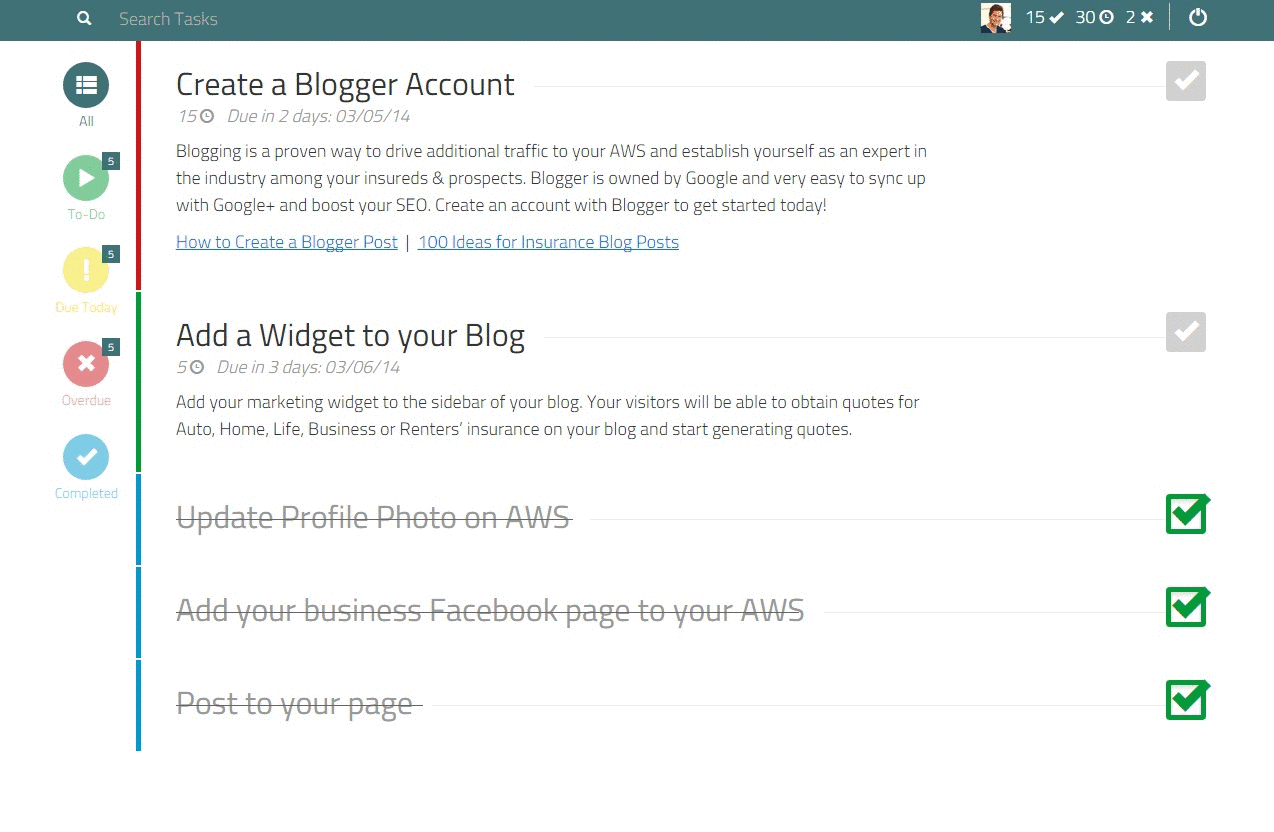 Search Tasks
15 30 2
All
5
To-Do
5
Due Today
5
Overdue
Completed
Create a Blogger Account
15 Due in 2 days: 03/05/14
Blogging is a proven way to drive additional traffic to your AWS and establish yourself as an expert in
the industry among your insureds & prospects. Blogger is owned by Google and very easy to sync up
with Google+ and boost your SEO. Create an account with Blogger to get started today!
How to Create a Blogger Post | 100 Ideas for Insurance Blog Posts
Add a Widget to your Blog
5 Due in 3 days: 03/06/14
Add your marketing widget to the sidebar of your blog. Your visitors will be able to obtain quotes for
Auto, Home, Life, Business or Renters’ insurance on your blog and start generating quotes.
Update Profile Photo on AWS
Add your business Facebook page to your AWS
Post to your page